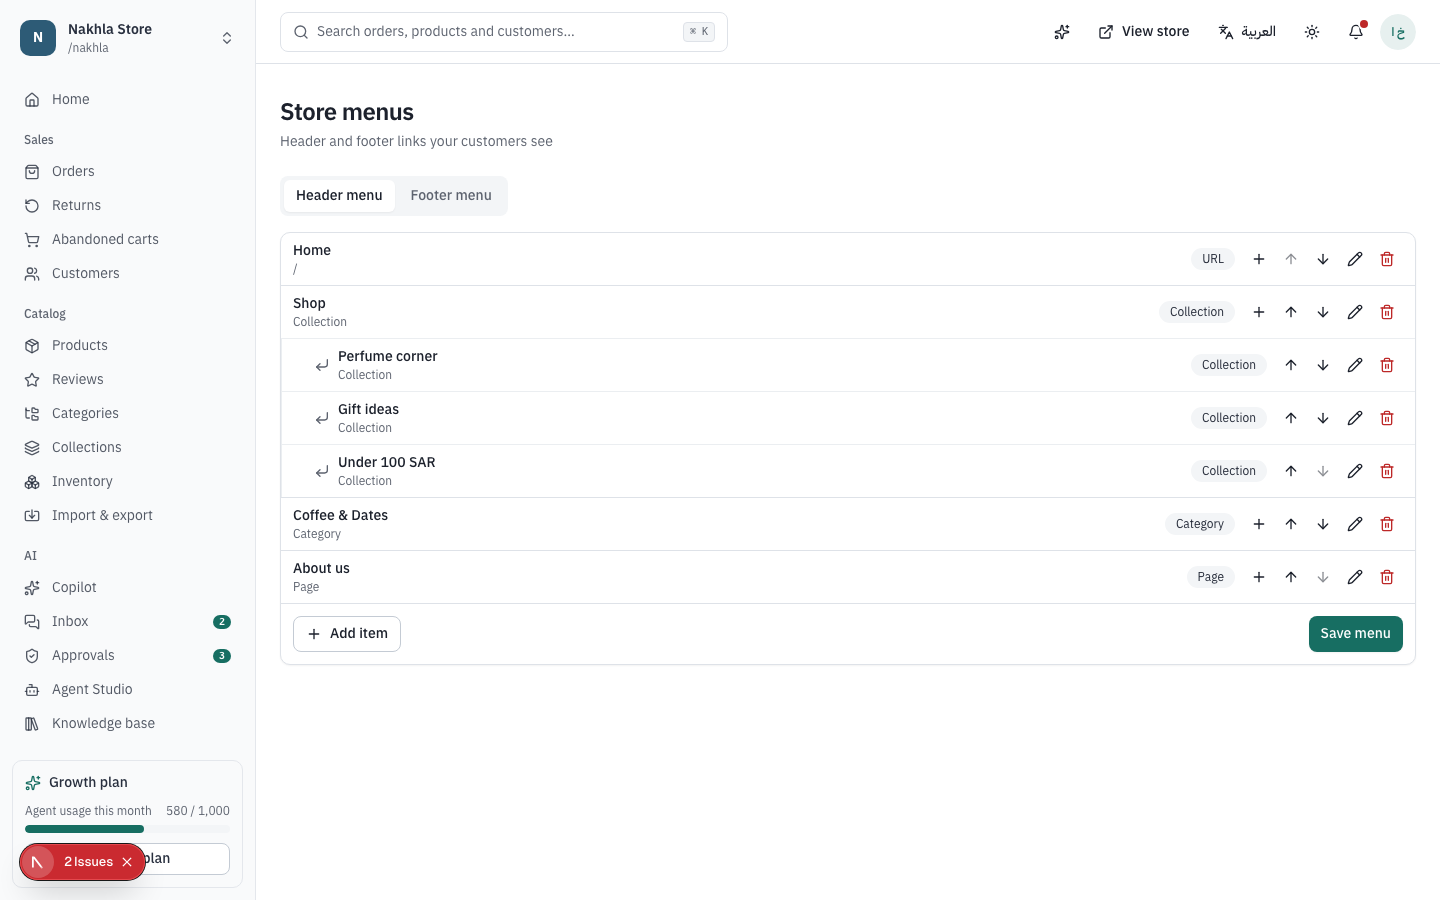 N
Nakhla Store
/nakhla
Home
Sales
Orders
Returns
Abandoned carts
Customers
Catalog
Products
Reviews
Categories
Collections
Inventory
Import & export
AI
Copilot
Inbox 2
Approvals 3
Agent Studio
Knowledge base
Growth plan
Agent usage this month 580 / 1,000
plan
2 Issues
Search orders, products and customers... ⌘ K
View store
العربية
خ ا
Store menus
Header and footer links your customers see
Header menu Footer menu
Home
/
URL
Shop
Collection
Collection
Perfume corner
Collection
Collection
Gift ideas
Collection
Collection
Under 100 SAR
Collection
Collection
Coffee & Dates
Category
Category
About us
Page
Page
Add item
Save menu